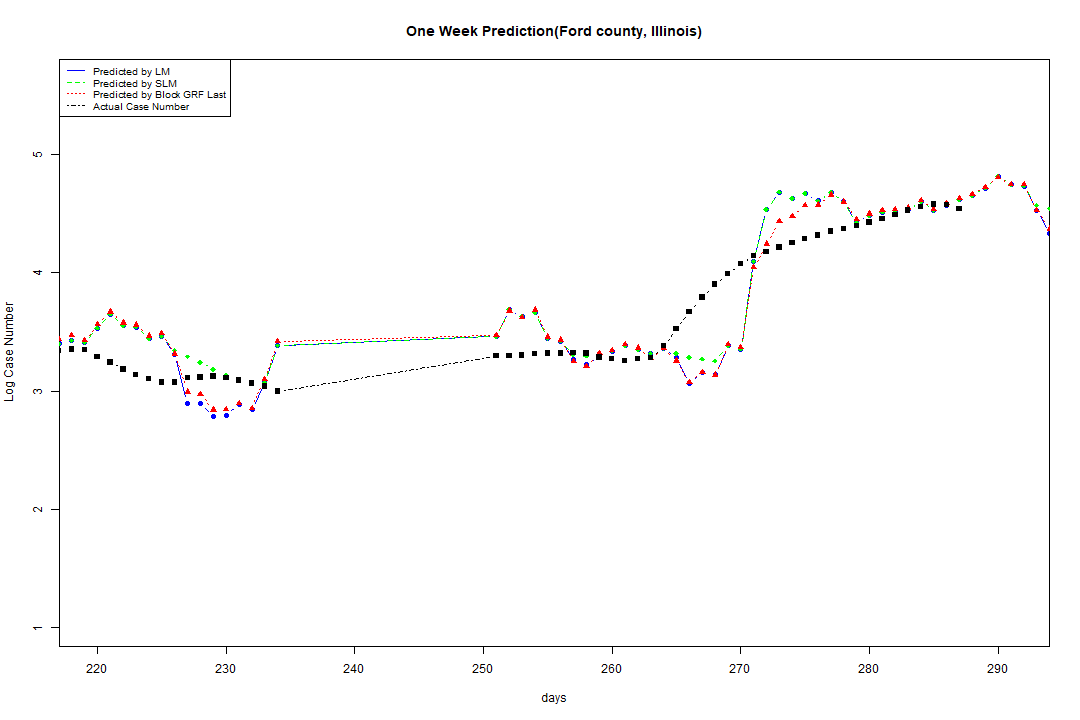 One Week Prediction(Ford county, Illinois)
Predicted by LM
Predicted by SLM
Predicted by Block GRF Last
Actual Case Number
5
4
3
2
1
Log Case Number
220 230 240 250 260 270 280 290
days